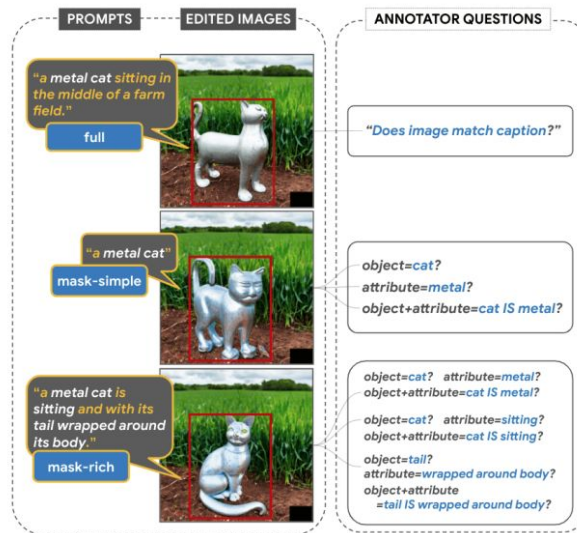 PROMPTS
EDITED IMAGES
ANNOTATOR QUESTIONS
"a metal cat sitting in
the middle of a farm
field."
full
"Does image match caption?"
"a metal cat"
mask-simple
object=cat?
attribute=metal?
object+attribute=cat IS metal?
"a metal cat is
sitting and with its
tail wrapped around
its body."
mask-rich
object=cat? attribute=metal?
object+attribute=cat IS metal?
object=cat? attribute=sitting?
object+attribute=cat IS sitting?
object=tail?
attribute=wrapped around body?
object+attribute
=tail IS wrapped around body?